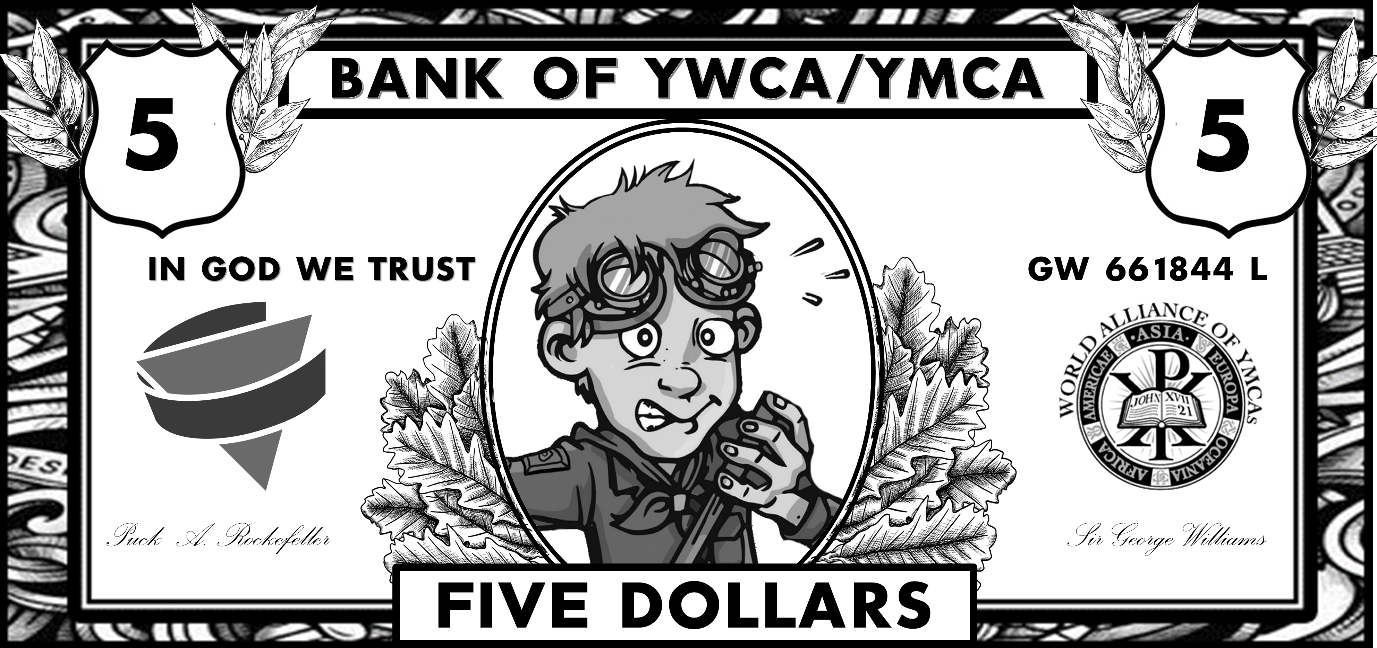 BANK OF YWCA/YMCA
5
5
IN GOD WE TRUST
GW 661844 L
WORLD ALLIANCE OF YMCAs
ASIA
EUROPA
OCEANIA
AFRICA
AMERICAE
JOHN XVII
21
Puck A. Rockefeller
Sir George Williams
FIVE DOLLARS